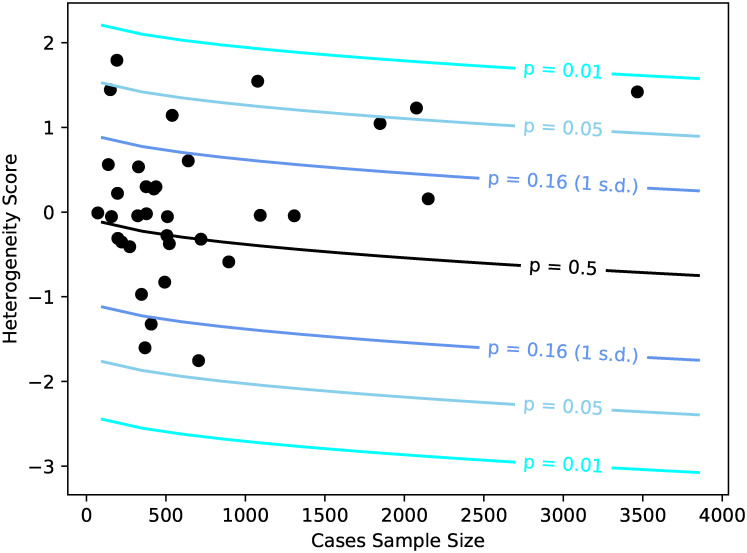 Heterogeneity Score
2
1
0
−1
−2
−3
p = 0.01
p = 0.05
p = 0.16 (1 s.d.)
p = 0.5
p = 0.16 (1 s.d.)
p = 0.05
p = 0.01
0 500 1000 1500 2000 2500 3000 3500 4000
Cases Sample Size